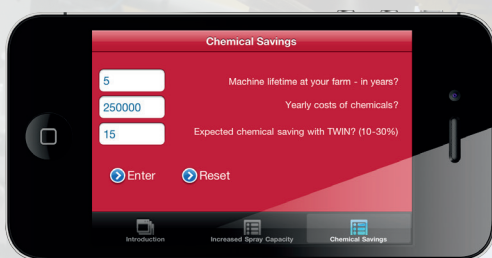 Chemical Savings
5 Machine lifetime at your farm - in years?
250000 Yearly costs of chemicals?
15 Expected chemical saving with TWIN? (10-30%)
Enter Reset
Introduction Increased Spray Capacity Chemical Savings